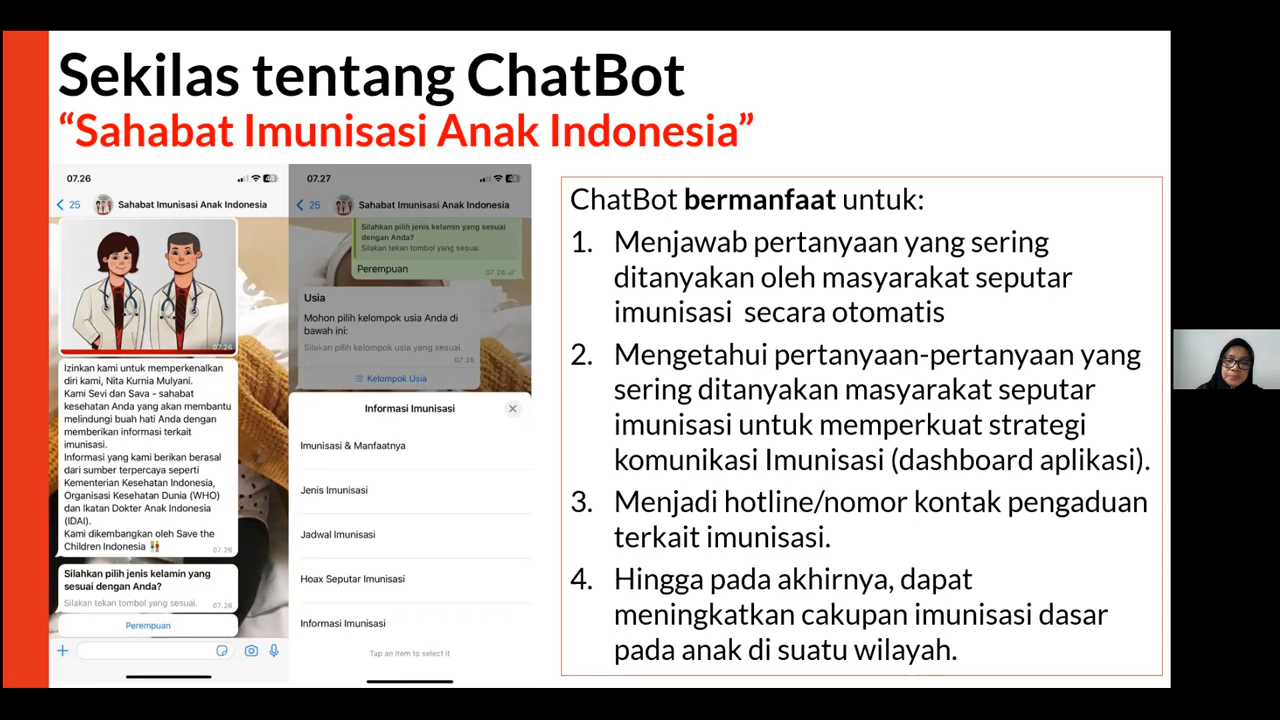 Sekilas tentang ChatBot
“Sahabat Imunisasi Anak Indonesia”
07.26
25
Sahabat Imunisasi Anak Indonesia
07.26
Izinkan kami untuk memperkenalkan
diri kami, Nita Kurnia Mulyani.
Kami Sevi dan Sava - sahabat
kesehatan Anda yang akan membantu
melindungi buah hati Anda dengan
memberikan informasi terkait
imunisasi.
Informasi yang kami berikan berasal
dari sumber terpercaya seperti
Kementerian Kesehatan Indonesia,
Organisasi Kesehatan Dunia (WHO)
dan Ikatan Dokter Anak Indonesia
(IDAI).
Kami dikembangkan oleh Save the
Children Indonesia
07.26
Silahkan pilih jenis kelamin yang
sesuai dengan Anda?
Silakan tekan tombol yang sesuai.
07.26
Perempuan
07.27
25
Sahabat Imunisasi Anak Indonesia
Silahkan pilih jenis kelamin yang sesuai
dengan Anda?
Silakan tekan tombol yang sesuai.
Perempuan
07.26
Usia
Mohon pilih kelompok usia Anda di
bawah ini:
Silakan pilih kelompok usia yang sesuai.
07.26
Kelompok Usia
Informasi Imunisasi
Imunisasi & Manfaatnya
Jenis Imunisasi
Jadwal Imunisasi
Hoax Seputar Imunisasi
Informasi Imunisasi
Tap an item to select it
ChatBot bermanfaat untuk:
1. Menjawab pertanyaan yang sering
ditanyakan oleh masyarakat seputar
imunisasi secara otomatis
2. Mengetahui pertanyaan-pertanyaan yang
sering ditanyakan masyarakat seputar
imunisasi untuk memperkuat strategi
komunikasi Imunisasi (dashboard aplikasi).
3. Menjadi hotline/nomor kontak pengaduan
terkait imunisasi.
4. Hingga pada akhirnya, dapat
meningkatkan cakupan imunisasi dasar
pada anak di suatu wilayah.